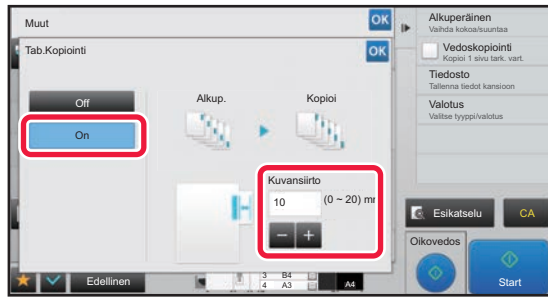 Muut
OK
Tab.Kopiointi
OK
Off
On
Alkup.
Kopioi
Kuvansiirto
10
(0 ~ 20) mm
Alkuperäinen
Vaihda kokoa/suuntaa
Vedoskopiointi
Kopioi 1 sivu tark. vart.
Tiedosto
Tallenna tiedot kansioon
Valotus
Valitse tyyppi/valotus
Esikatselu
CA
Oikovedos
Start
Edellinen
3 B4
4 A3
A4